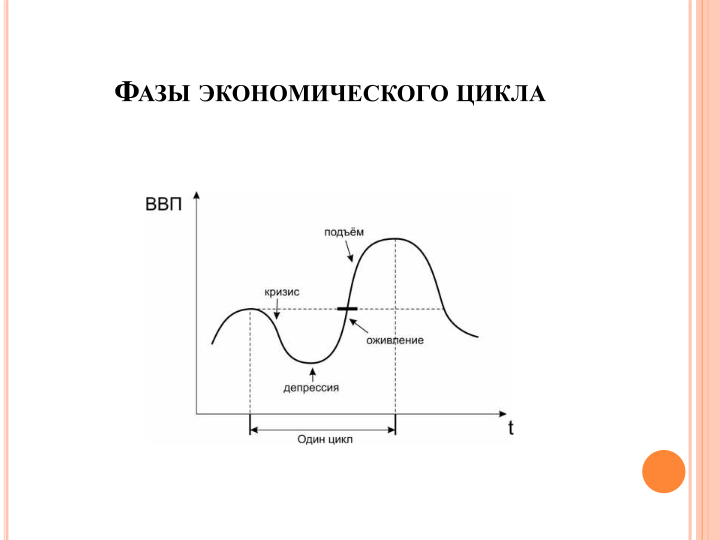 Фазы экономического цикла
ВВП
подъём
кризис
оживление
депрессия
t
Один цикл